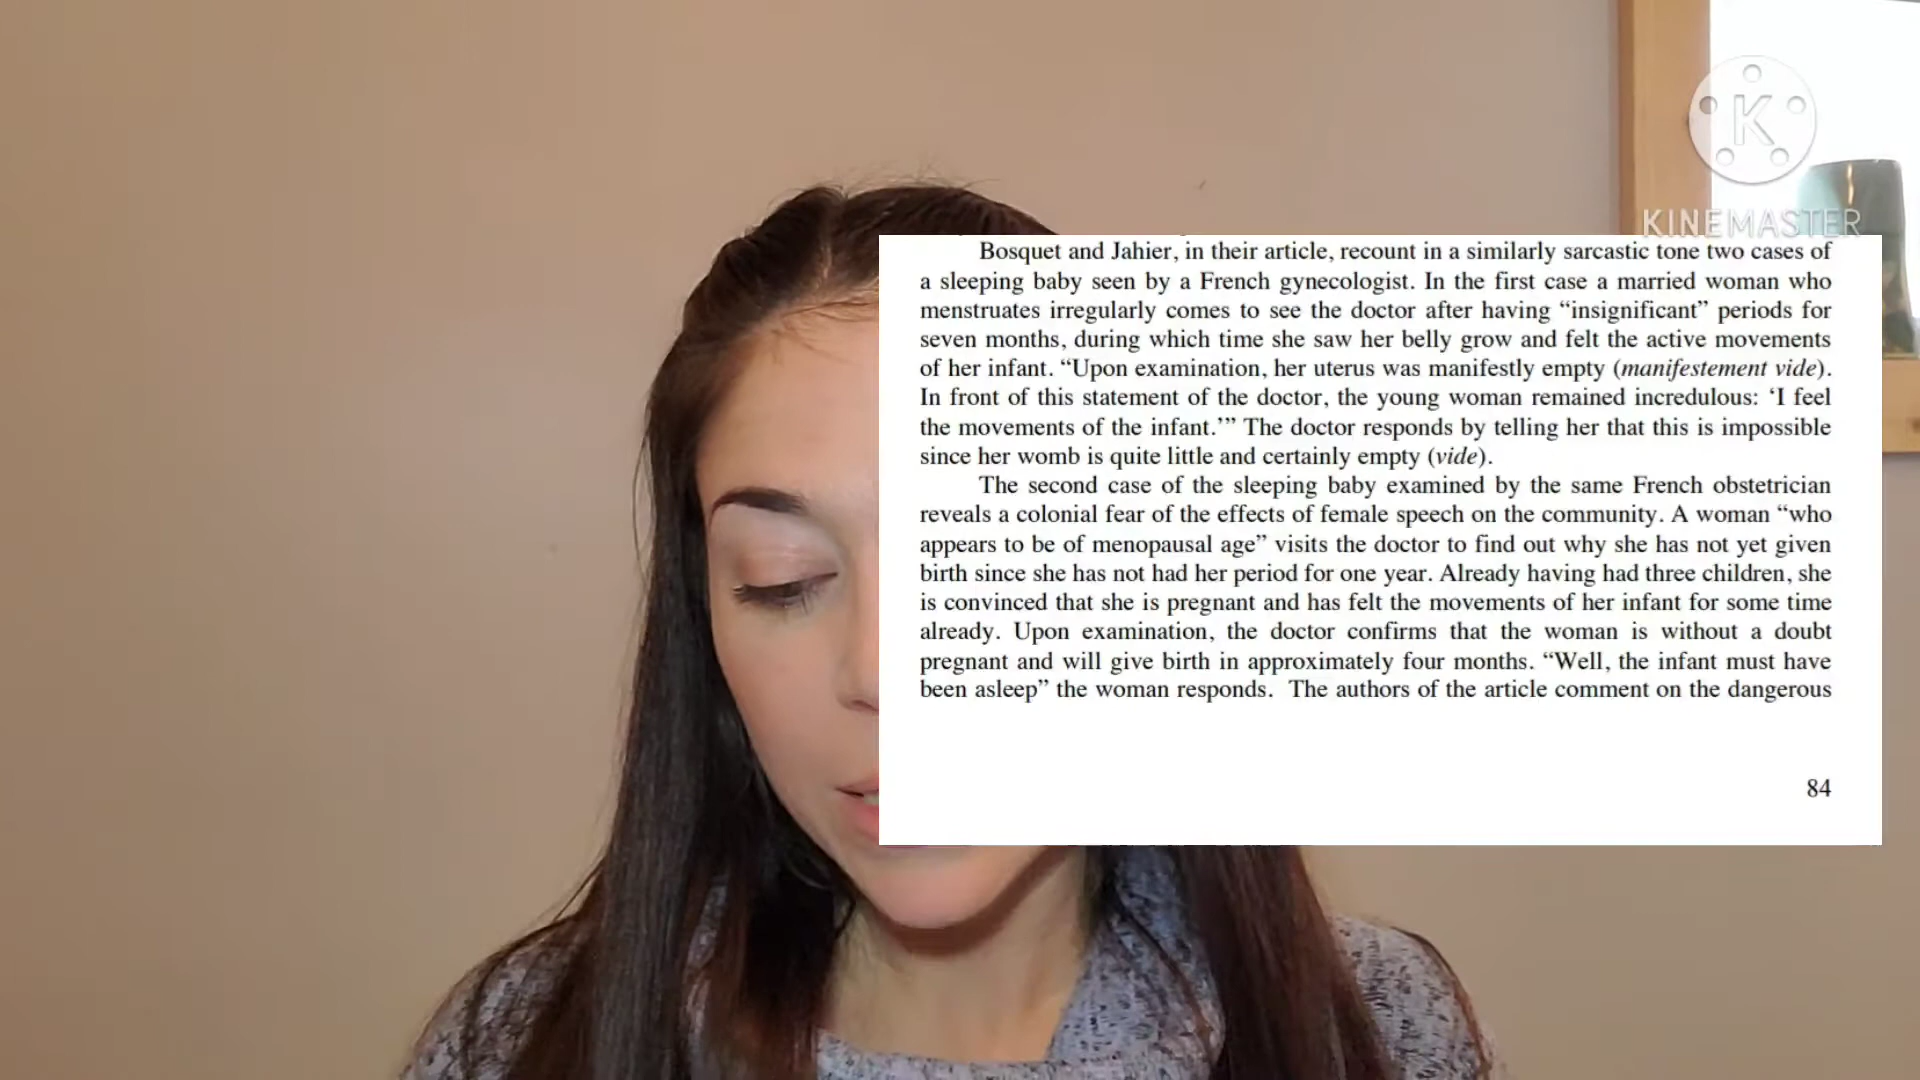 K
KINEMASTER
Bosquet and Jahier, in their article, recount in a similarly sarcastic tone two cases of
a sleeping baby seen by a French gynecologist. In the first case a married woman who
menstruates irregularly comes to see the doctor after having “insignificant” periods for
seven months, during which time she saw her belly grow and felt the active movements
of her infant. “Upon examination, her uterus was manifestly empty (manifestement vide).
In front of this statement of the doctor, the young woman remained incredulous: ‘I feel
the movements of the infant.’” The doctor responds by telling her that this is impossible
since her womb is quite little and certainly empty (vide).
The second case of the sleeping baby examined by the same French obstetrician
reveals a colonial fear of the effects of female speech on the community. A woman “who
appears to be of menopausal age” visits the doctor to find out why she has not yet given
birth since she has not had her period for one year. Already having had three children, she
is convinced that she is pregnant and has felt the movements of her infant for some time
already. Upon examination, the doctor confirms that the woman is without a doubt
pregnant and will give birth in approximately four months. “Well, the infant must have
been asleep” the woman responds. The authors of the article comment on the dangerous
84